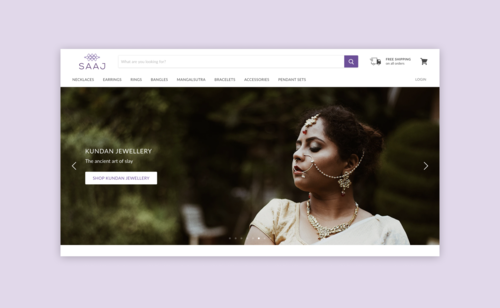 SAAJ
What are you looking for?
FREE SHIPPING
on all orders
NECKLACES EARRINGS RINGS BANGLES MANGALSUTRA BRACELETS ACCESSORIES PENDANT SETS LOGIN
KUNDAN JEWELLERY
The ancient art of clay
SHOP KUNDAN JEWELLERY